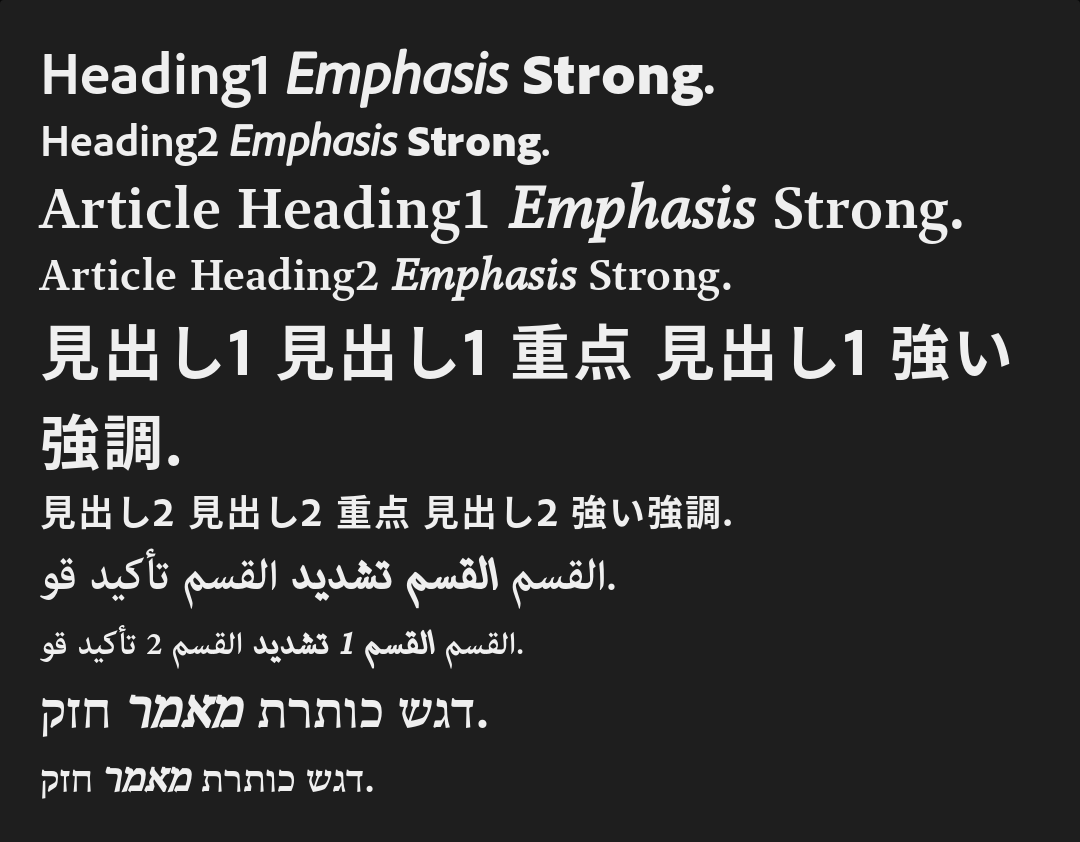 Heading1 Emphasis Strong.
Heading2 Emphasis Strong.
Article Heading1 Emphasis Strong.
Article Heading2 Emphasis Strong.
見出し1 見出し1 重点 見出し1 強い
強調.
見出し2 見出し2 重点 見出し2 強い強調.
القسم القسم تشديد القسم تأكيد قو.
القسم القسم 1 تشديد القسم 2 تأكيد قو.
דגש כותרת מאמר חזק.
דגש כותרת מאמר חזק.